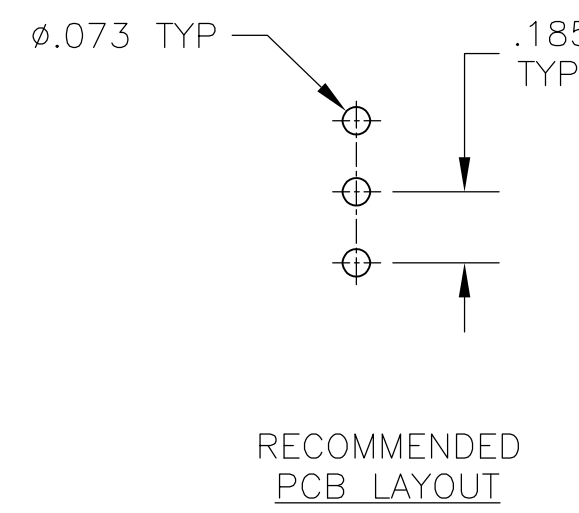 ⌀.073 TYP
.185
TYP
RECOMMENDED
PCB LAYOUT